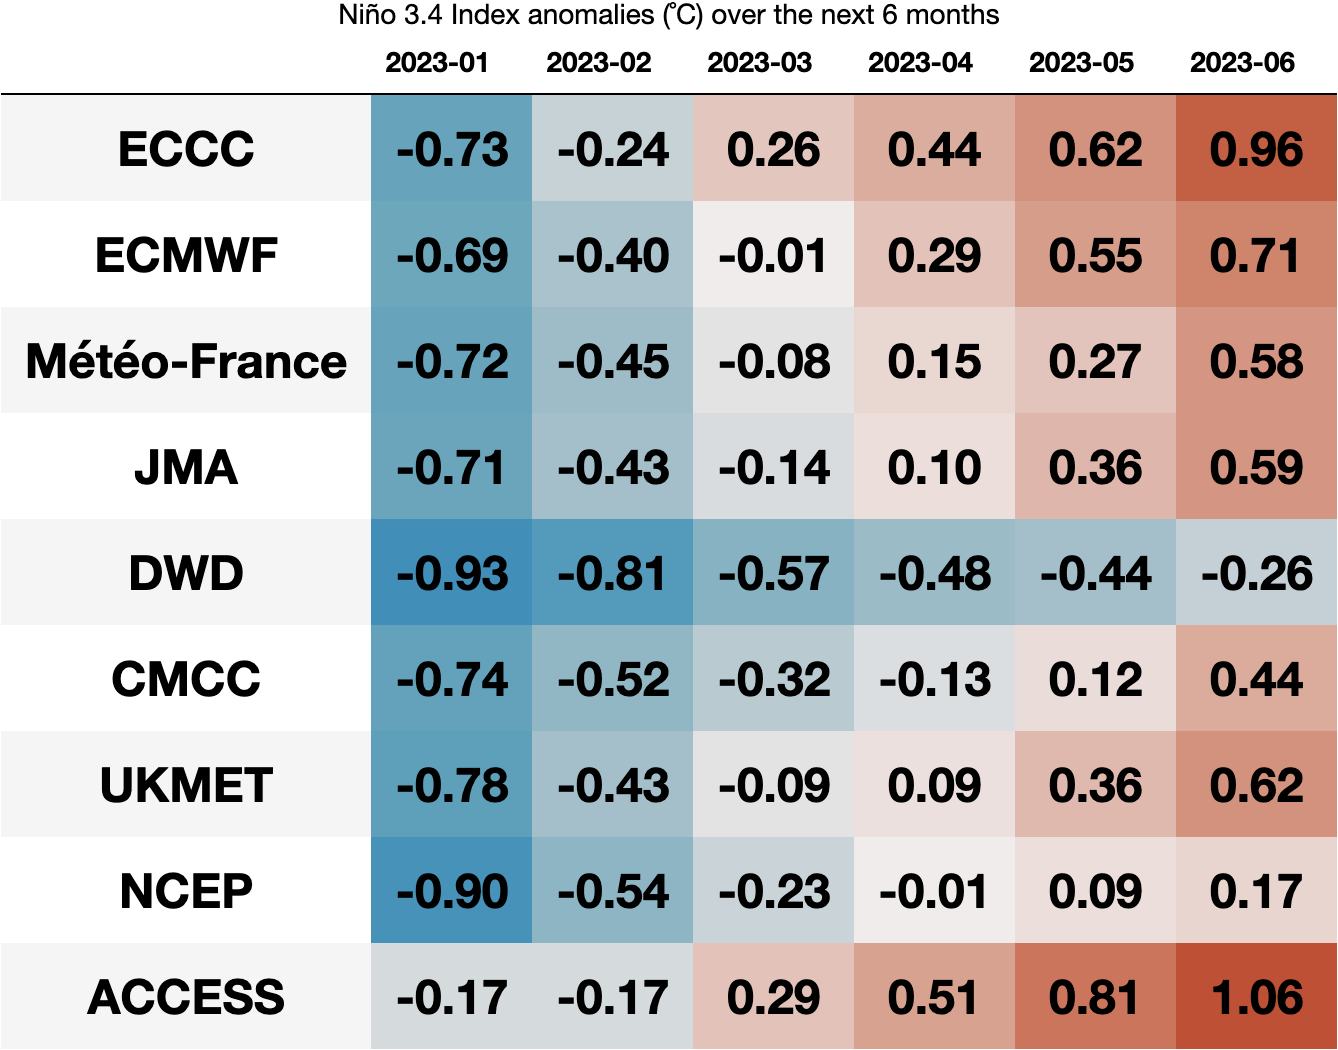 Niño 3.4 Index anomalies (˚C) over the next 6 months
2023-01 2023-02 2023-03 2023-04 2023-05 2023-06
ECCC -0.73 -0.24 0.26 0.44 0.62 0.96
ECMWF -0.69 -0.40 -0.01 0.29 0.55 0.71
Météo-France -0.72 -0.45 -0.08 0.15 0.27 0.58
JMA -0.71 -0.43 -0.14 0.10 0.36 0.59
DWD -0.93 -0.81 -0.57 -0.48 -0.44 -0.26
CMCC -0.74 -0.52 -0.32 -0.13 0.12 0.44
UKMET -0.78 -0.43 -0.09 0.09 0.36 0.62
NCEP -0.90 -0.54 -0.23 -0.01 0.09 0.17
ACCESS -0.17 -0.17 0.29 0.51 0.81 1.06